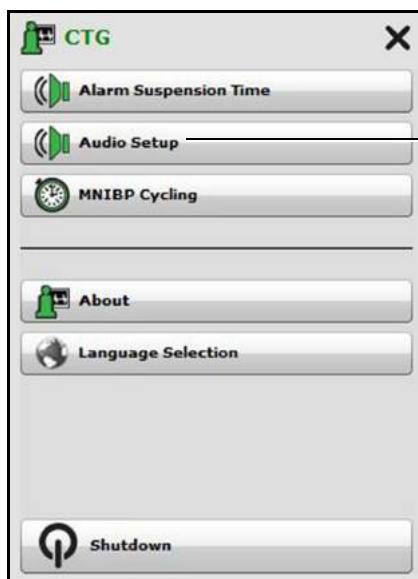 CTG
Alarm Suspension Time
Audio Setup
MNIBP Cycling
About
Language Selection
Shutdown